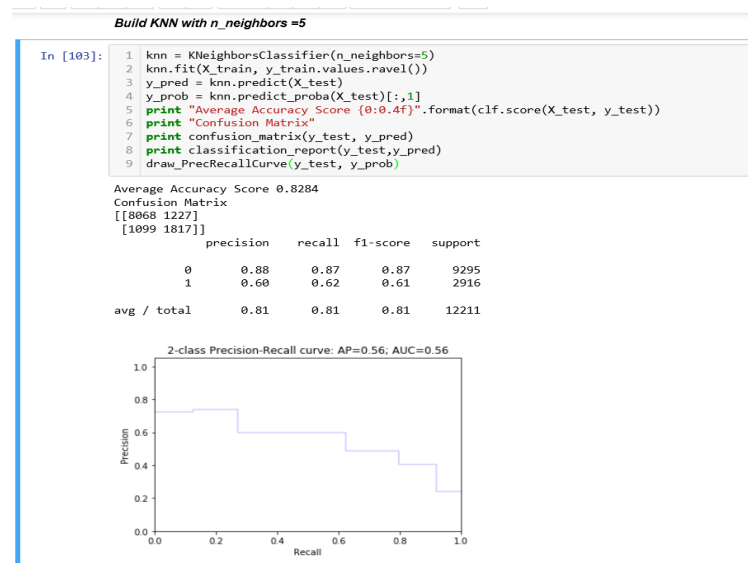 Build KNN with n_neighbors =5
In [103]:
1 knn = KNeighborsClassifier(n_neighbors=5)
2 knn.fit(X_train, y_train.values.ravel())
3 y_pred = knn.predict(X_test)
4 y_prob = knn.predict_proba(X_test)[:,1]
5 print "Average Accuracy Score {0:0.4f}".format(clf.score(X_test, y_test))
6 print "Confusion Matrix"
7 print confusion_matrix(y_test, y_pred)
8 print classification_report(y_test,y_pred)
9 draw_PrecRecallCurve(y_test, y_prob)
Average Accuracy Score 0.8284
Confusion Matrix
[[8068 1227]
[1099 1817]]
precision recall f1-score support
0 0.88 0.87 0.87 9295
1 0.60 0.62 0.61 2916
avg / total 0.81 0.81 0.81 12211
2-class Precision-Recall curve: AP=0.56; AUC=0.56
1.0
0.8
0.6
0.4
0.2
0.0
Precision
0.0 0.2 0.4 0.6 0.8 1.0
Recall